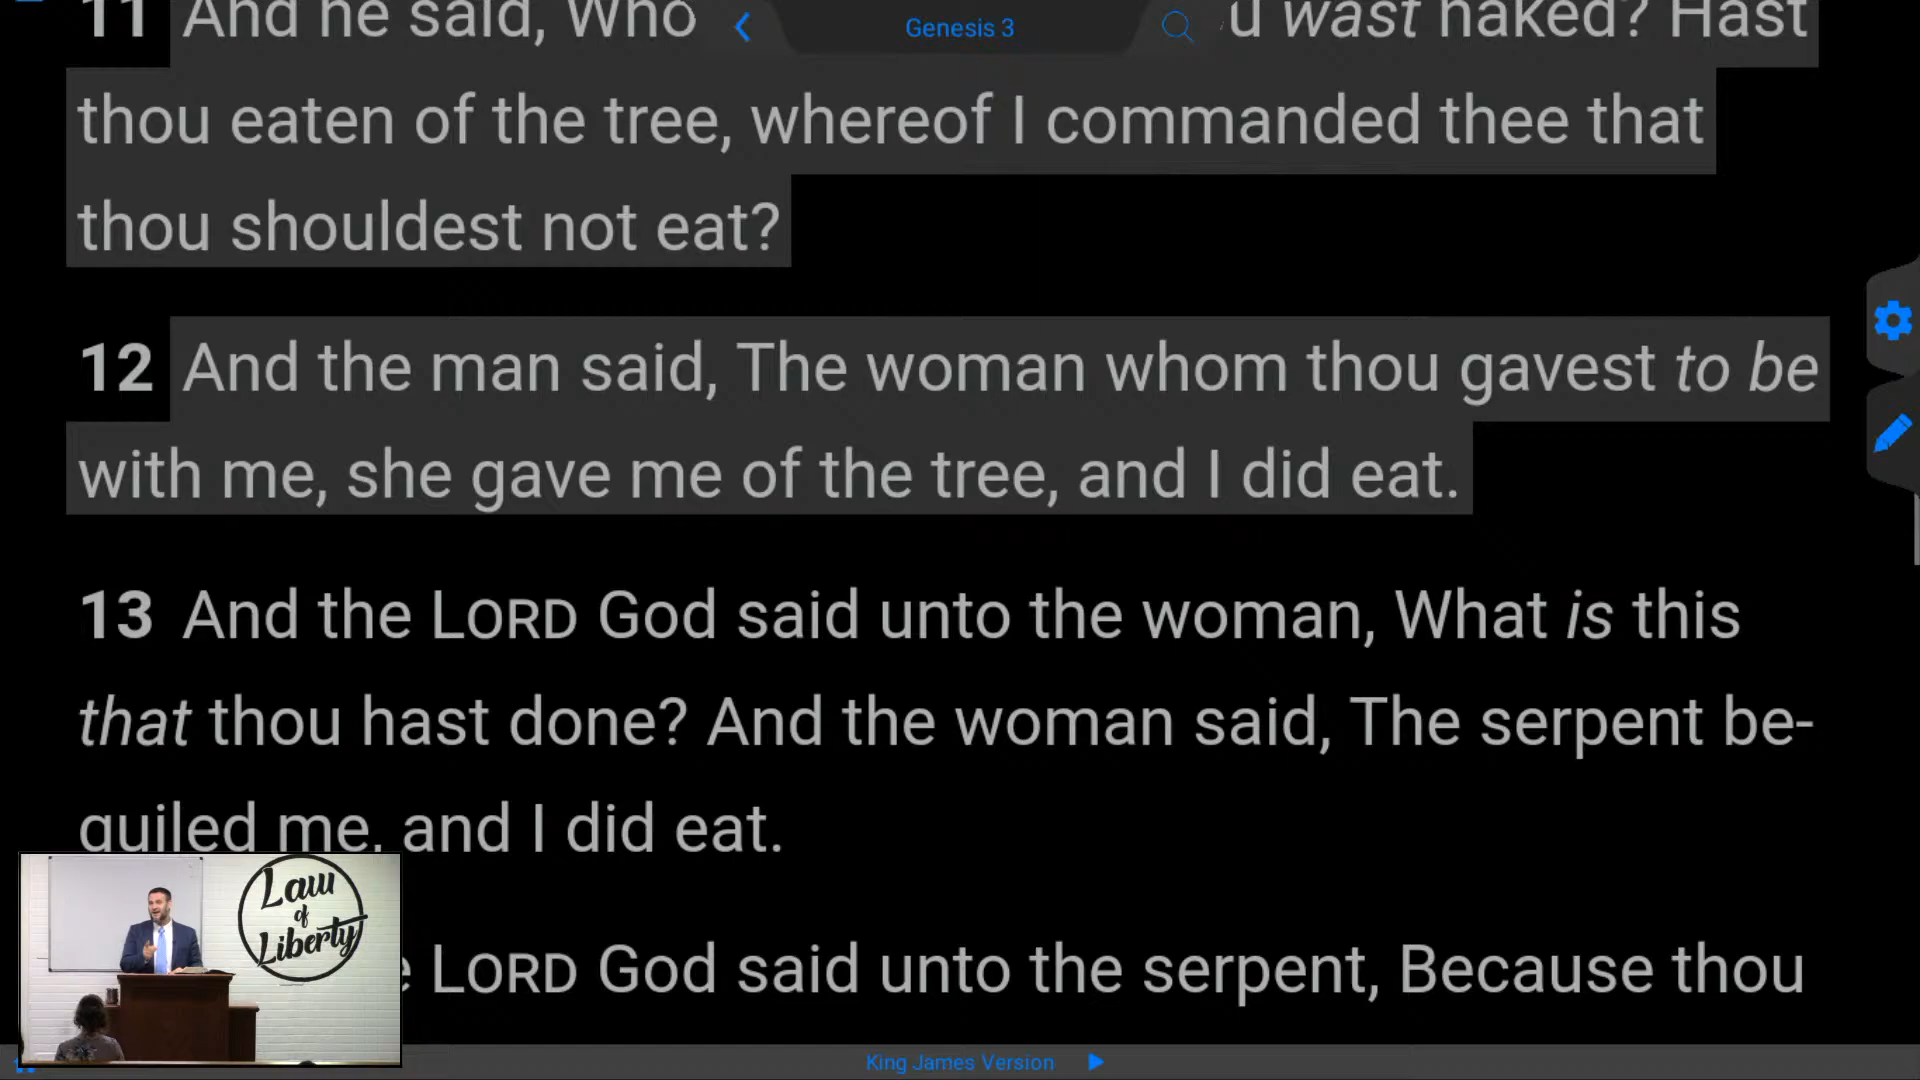 11 And he said, Who
Genesis 3
u wast naked? Hast
thou eaten of the tree, whereof I commanded thee that
thou shouldest not eat?
12 And the man said, The woman whom thou gavest to be
with me, she gave me of the tree, and I did eat.
13 And the LORD God said unto the woman, What is this
that thou hast done? And the woman said, The serpent be-
guiled me, and I did eat.
LORD God said unto the serpent, Because thou
Law
of
Liberty
King James Version